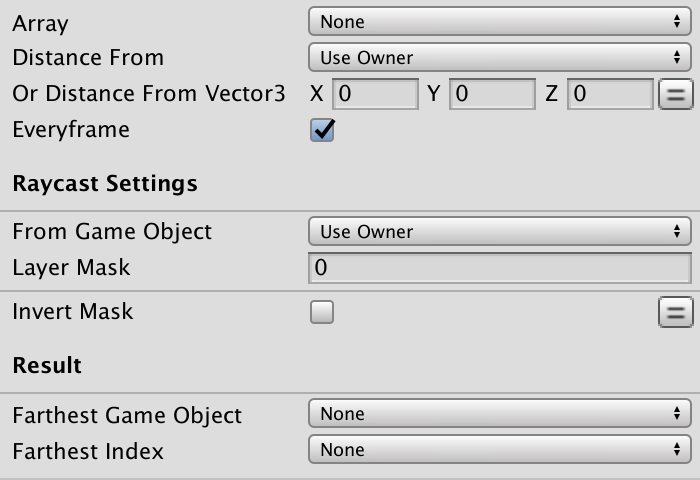 Array None
Distance From Use Owner
Or Distance From Vector3 X 0 Y 0 Z 0 =
Everyframe
Raycast Settings
From Game Object Use Owner
Layer Mask 0
Invert Mask =
Result
Farthest Game Object None
Farthest Index None